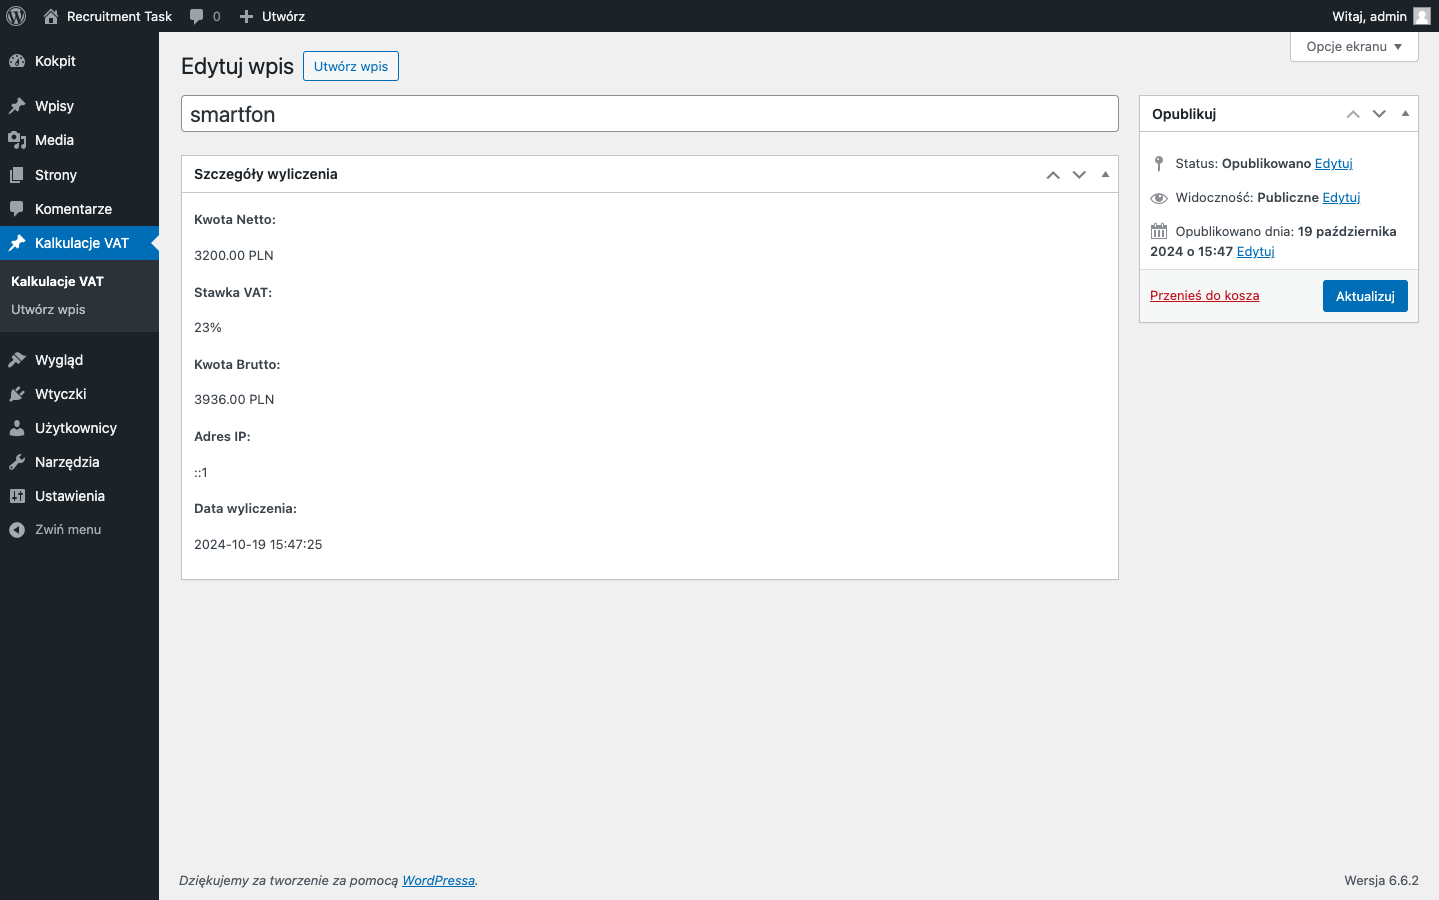 Recruitment Task
0
Utwórz
Witaj, admin
Kokpit
Wpisy
Media
Strony
Komentarze
Kalkulacje VAT
Kalkulacje VAT
Utwórz wpis
Wygląd
Wtyczki
Użytkownicy
Narzędzia
Ustawienia
Zwiń menu
Opcje ekranu
Edytuj wpis
Utwórz wpis
smartfon
Szczegóły wyliczenia
Kwota Netto:
3200.00 PLN
Stawka VAT:
23%
Kwota Brutto:
3936.00 PLN
Adres IP:
::1
Data wyliczenia:
2024-10-19 15:47:25
Opublikuj
Status: Opublikowano Edytuj
Widoczność: Publiczne Edytuj
Opublikowano dnia: 19 października
2024 o 15:47 Edytuj
Przenieś do kosza
Aktualizuj
Dziękujemy za tworzenie za pomocą WordPressa.
Wersja 6.6.2